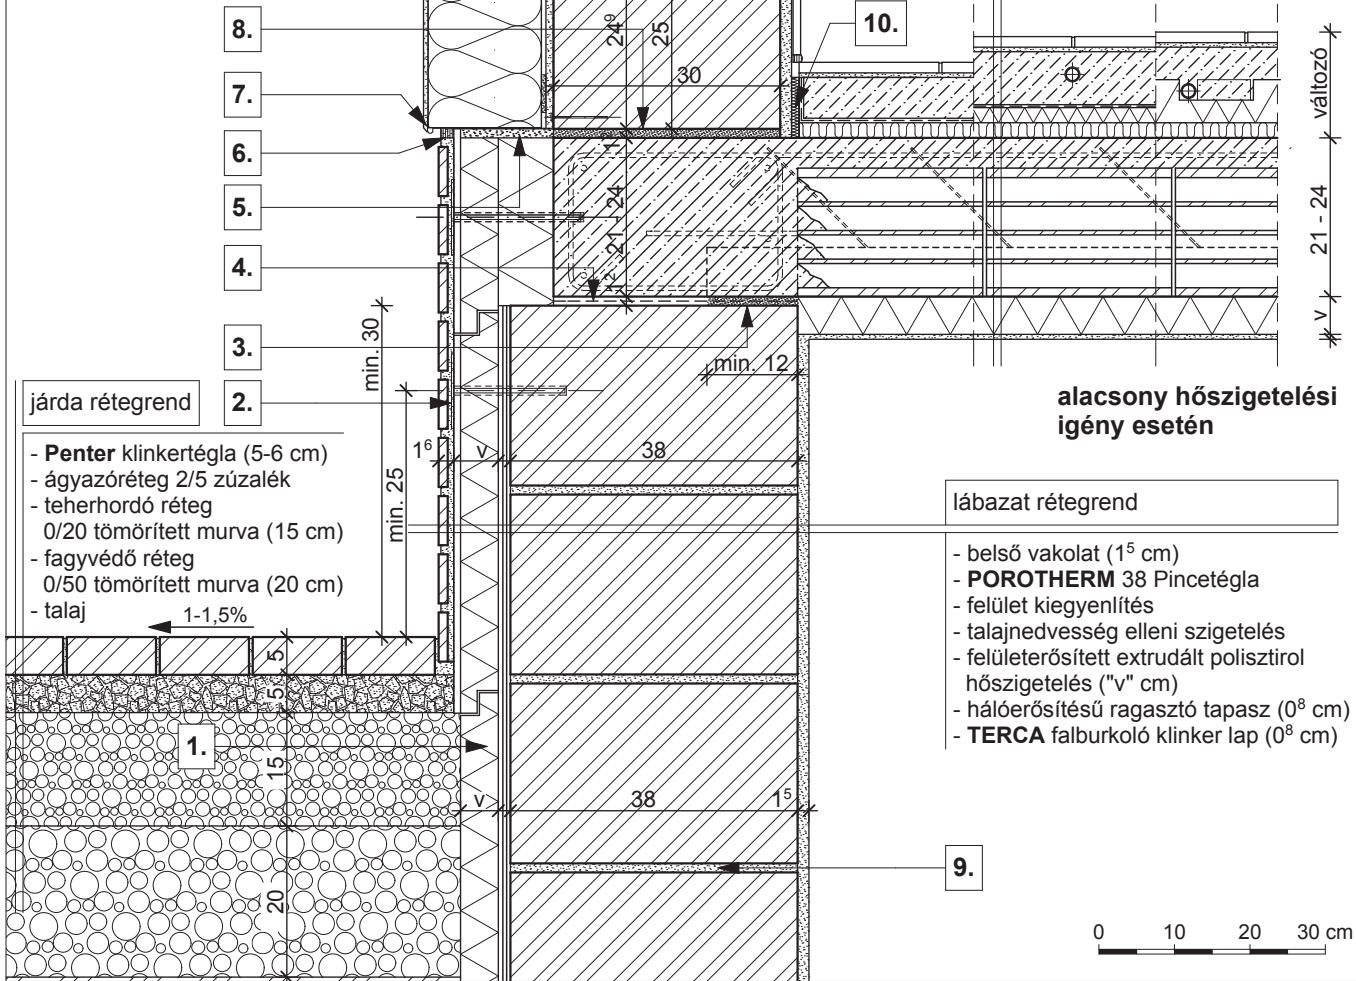 8.
24⁹
25
10.
7.
30
változó
6.
1²
5.
21 - 24
21 - 24
4.
1²
v
3.
min. 30
min. 12
járda rétegrend
2.
alacsony hőszigetelési
igény esetén
- Penter klinkertégla (5-6 cm)
1⁶
v
38
- ágyazóréteg 2/5 zúzalék
min. 25
- teherhordó réteg
0/20 tömörített murva (15 cm)
- fagyvédő réteg
0/50 tömörített murva (20 cm)
- talaj
1-1,5%
lábazat rétegrend
- belső vakolat (1⁵ cm)
- POROTHERM 38 Pincetégla
- felület kiegyenlítés
- talajnedvesség elleni szigetelés
- felületerősített extrudált polisztirol
hőszigetelés ("v" cm)
- hálóerősítésű ragasztó tapasz (0⁸ cm)
- TERCA falburkoló klinker lap (0⁸ cm)
5
5
1.
15
v
38
1⁵
9.
20
0 10 20 30 cm